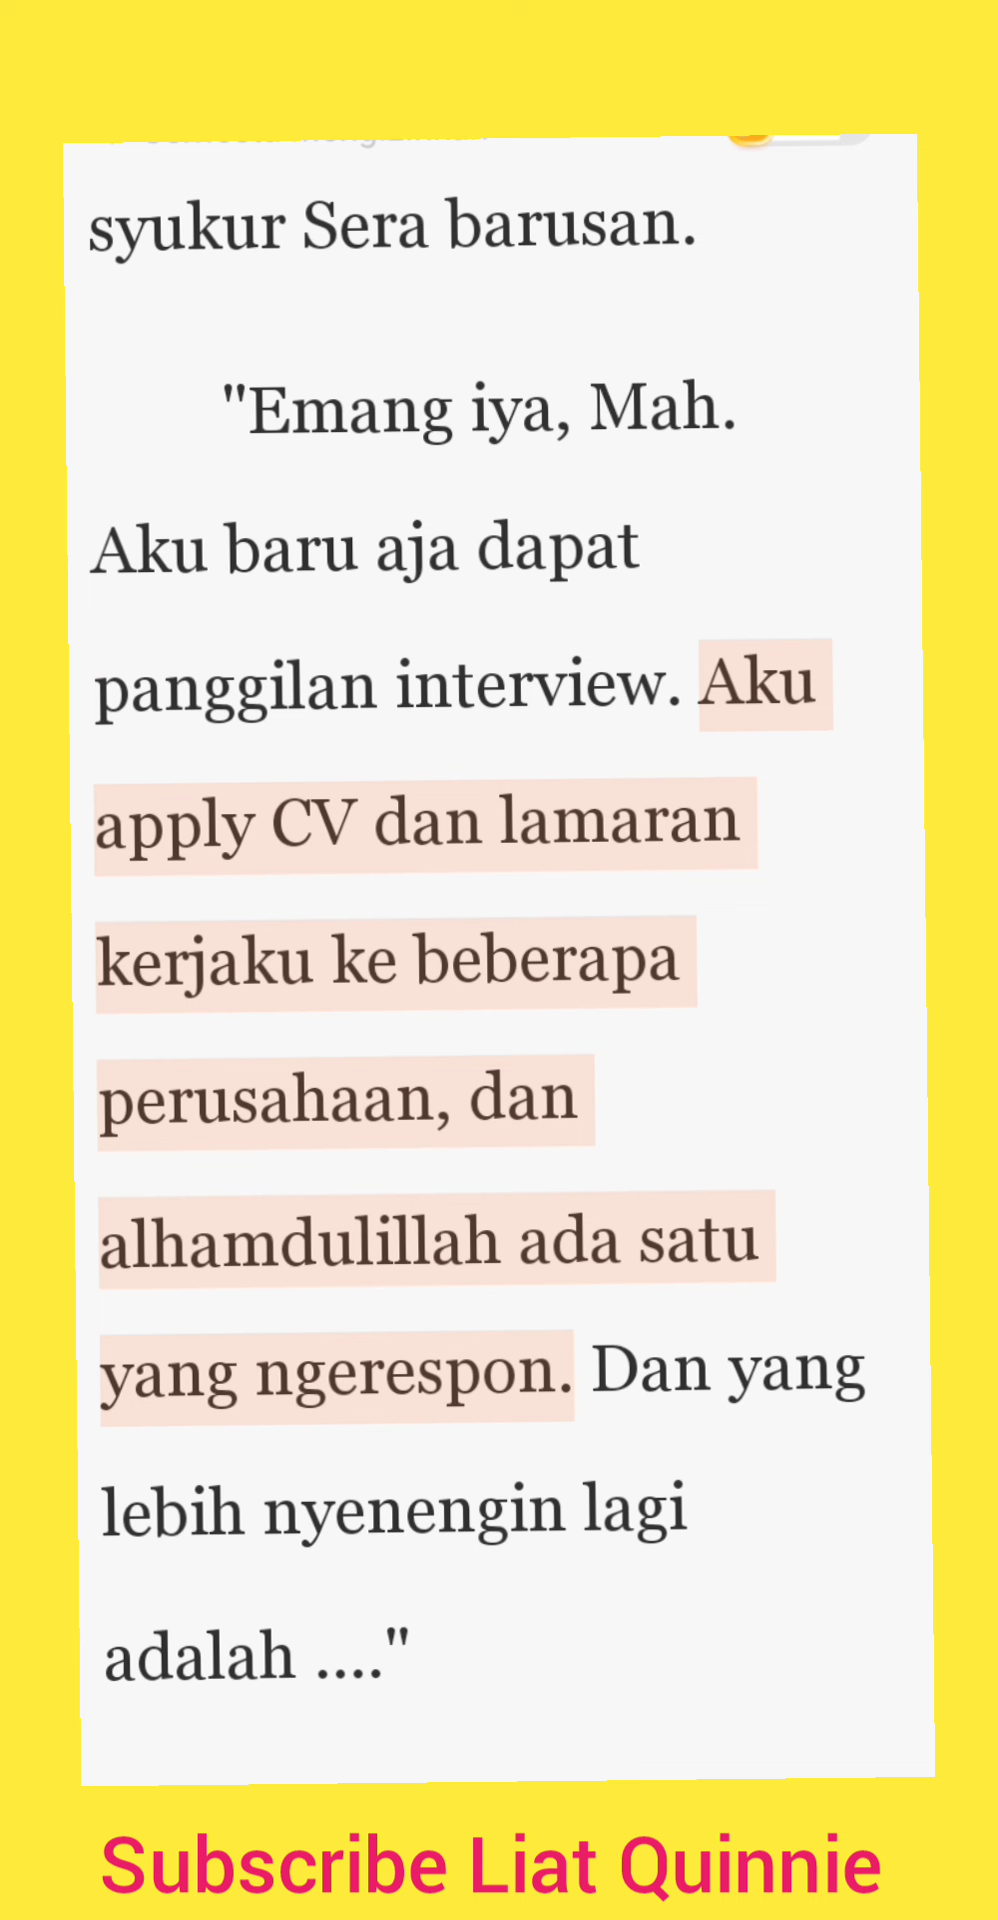 syukur Sera barusan.
"Emang iya, Mah.
Aku baru aja dapat
panggilan interview. Aku
apply CV dan lamaran
kerjaku ke beberapa
perusahaan, dan
alhamdulillah ada satu
yang ngerespon. Dan yang
lebih nyenengin lagi
adalah ...."
Subscribe Liat Quinnie